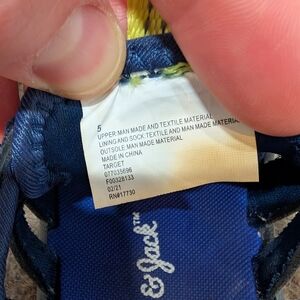 5
UPPER: MAN MADE AND TEXTILE MATERIAL
LINING AND SOCK: TEXTILE AND MAN MADE MATERIAL
OUTSOLE: MAN MADE MATERIAL
MADE IN CHINA
TARGET
077035696
F00328133
02/21
RN#17730
& Jack™